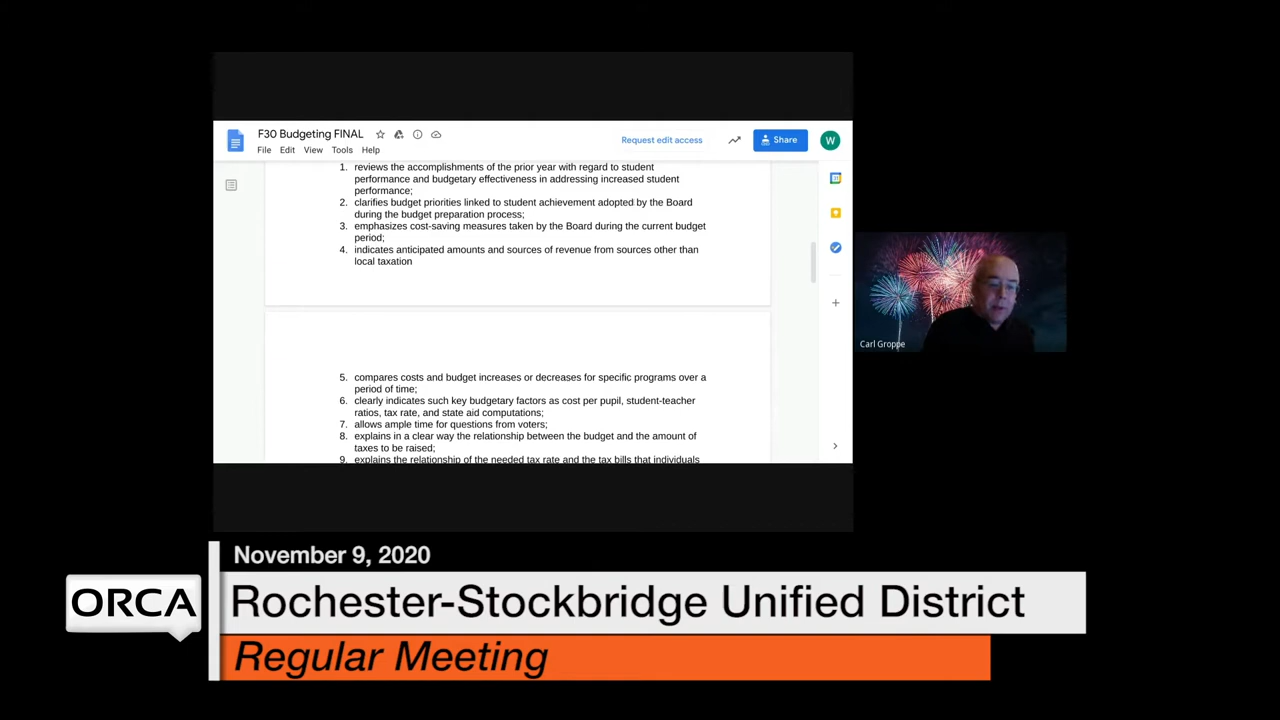 F30 Budgeting FINAL
File Edit View Tools Help
Request edit access
Share
W
1. reviews the accomplishments of the prior year with regard to student
performance and budgetary effectiveness in addressing increased student
performance;
2. clarifies budget priorities linked to student achievement adopted by the Board
during the budget preparation process;
3. emphasizes cost-saving measures taken by the Board during the current budget
period;
4. indicates anticipated amounts and sources of revenue from sources other than
local taxation
5. compares costs and budget increases or decreases for specific programs over a
period of time;
6. clearly indicates such key budgetary factors as cost per pupil, student-teacher
ratios, tax rate, and state aid computations;
7. allows ample time for questions from voters;
8. explains in a clear way the relationship between the budget and the amount of
taxes to be raised;
9. explains the relationship of the needed tax rate and the tax bills that individuals
Carl Groppe
November 9, 2020
ORCA
Rochester-Stockbridge Unified District
Regular Meeting